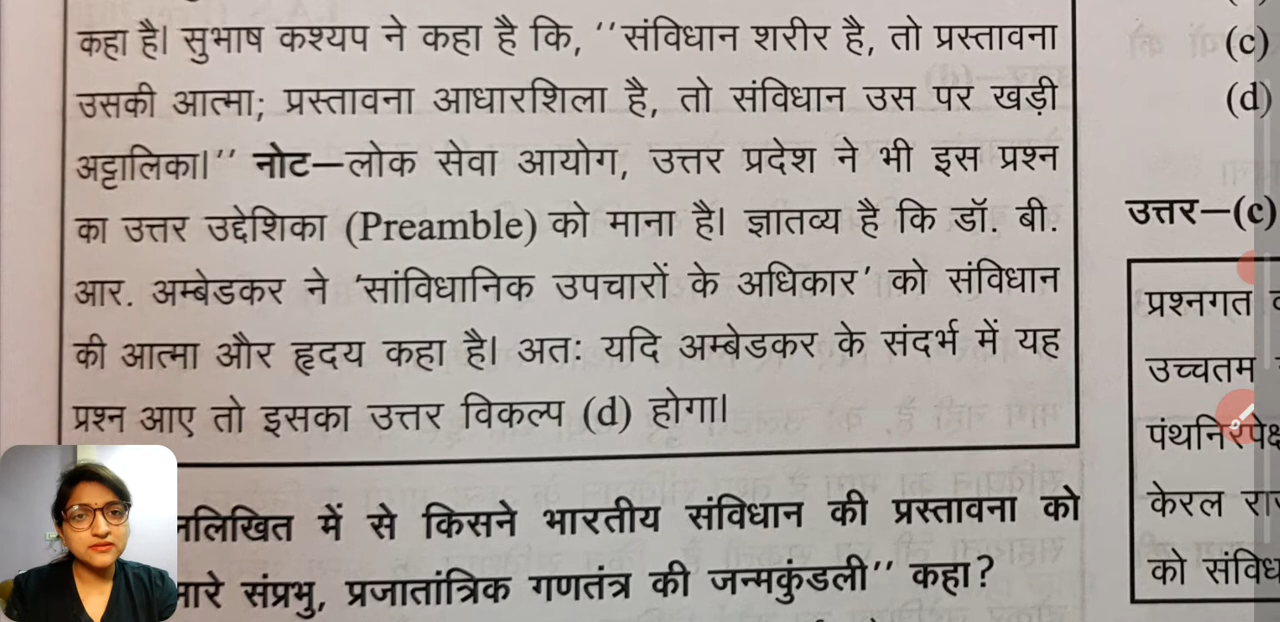 कहा है। सुभाष कश्यप ने कहा है कि, ‘‘संविधान शरीर है, तो प्रस्तावना
उसकी आत्मा; प्रस्तावना आधारशिला है, तो संविधान उस पर खड़ी
अट्टालिका।’’ नोट–लोक सेवा आयोग, उत्तर प्रदेश ने भी इस प्रश्न
का उत्तर उद्देशिका (Preamble) को माना है। ज्ञातव्य है कि डॉ. बी.
आर. अम्बेडकर ने ‘सांविधानिक उपचारों के अधिकार’ को संविधान
की आत्मा और हृदय कहा है। अतः यदि अम्बेडकर के संदर्भ में यह
प्रश्न आए तो इसका उत्तर विकल्प (d) होगा।
में से किसने भारतीय संविधान की प्रस्तावना को
संप्रभु, प्रजातांत्रिक गणतंत्र की जन्मकुंडली’’ कहा?
(c)
(d)
उत्तर–(c)
प्रश्नगत
उच्चतम
केरल
को